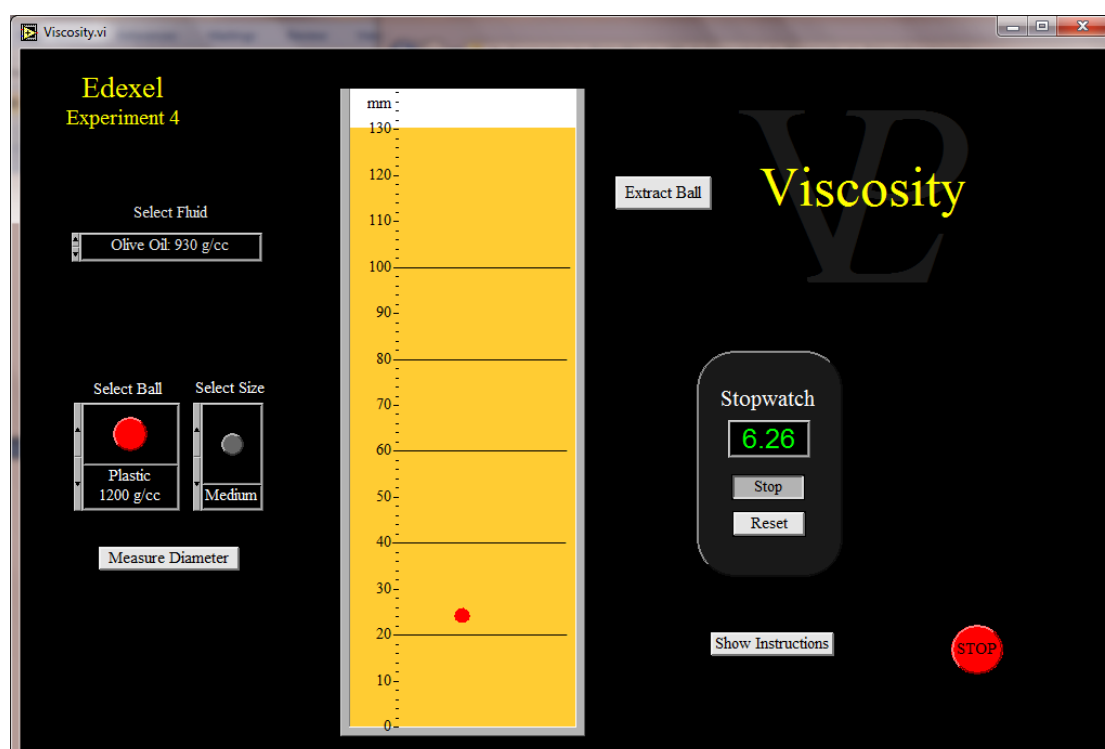 Viscosity.vi
Edexel
Experiment 4
Select Fluid
Olive Oil: 930 g/cc
Select Ball
Select Size
Plastic
1200 g/cc
Medium
Measure Diameter
mm
130
120
110
100
90
80
70
60
50
40
30
20
10
0
Extract Ball
Viscosity
VL
Stopwatch
6.26
Stop
Reset
Show Instructions
STOP